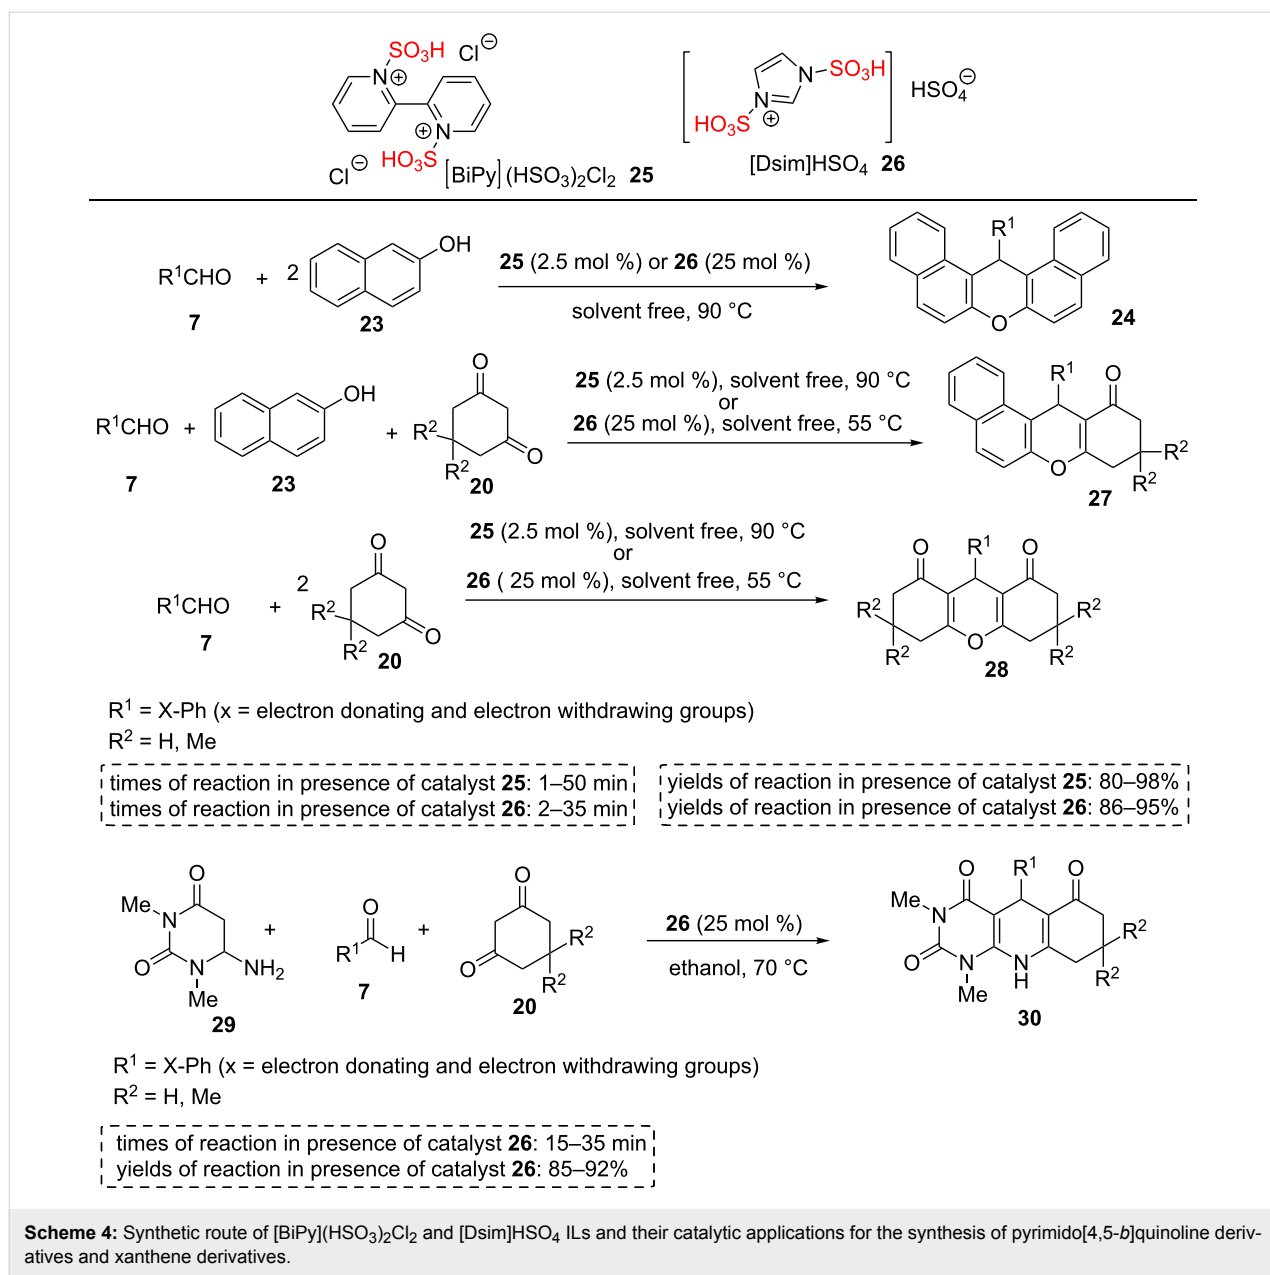 SO₃H Cl⊖
N⊕
⊕N
HO₃S
Cl⊖ [BiPy](HSO₃)₂Cl₂ 25
N-SO₃H
HO₃S N⊕
HSO₄⊖
[Dsim]HSO₄ 26
R¹CHO + 2 OH
7 23
25 (2.5 mol %) or 26 (25 mol %)
solvent free, 90 °C
R¹
O
24
R¹CHO + OH + O O R² R²
7 23 20
25 (2.5 mol %), solvent free, 90 °C
or
26 (25 mol %), solvent free, 55 °C
R¹ O
O R² R²
27
R¹CHO + 2 O O R² R²
7 20
25 (2.5 mol %), solvent free, 90 °C
or
26 ( 25 mol %), solvent free, 55 °C
O R¹ O
R² R² O R² R²
28
R¹ = X-Ph (x = electron donating and electron withdrawing groups)
R² = H, Me
times of reaction in presence of catalyst 25: 1–50 min
times of reaction in presence of catalyst 26: 2–35 min
yields of reaction in presence of catalyst 25: 80–98%
yields of reaction in presence of catalyst 26: 86–95%
O
Me N
O N NH₂
Me
29
+
O
R¹ H
7
+
O
O R² R²
20
26 (25 mol %)
ethanol, 70 °C
O R¹ O
Me N
O N N R² R²
Me H
30
R¹ = X-Ph (x = electron donating and electron withdrawing groups)
R² = H, Me
times of reaction in presence of catalyst 26: 15–35 min
yields of reaction in presence of catalyst 26: 85–92%
Scheme 4: Synthetic route of [BiPy](HSO₃)₂Cl₂ and [Dsim]HSO₄ ILs and their catalytic applications for the synthesis of pyrimido[4,5-b]quinoline deriv-
atives and xanthene derivatives.